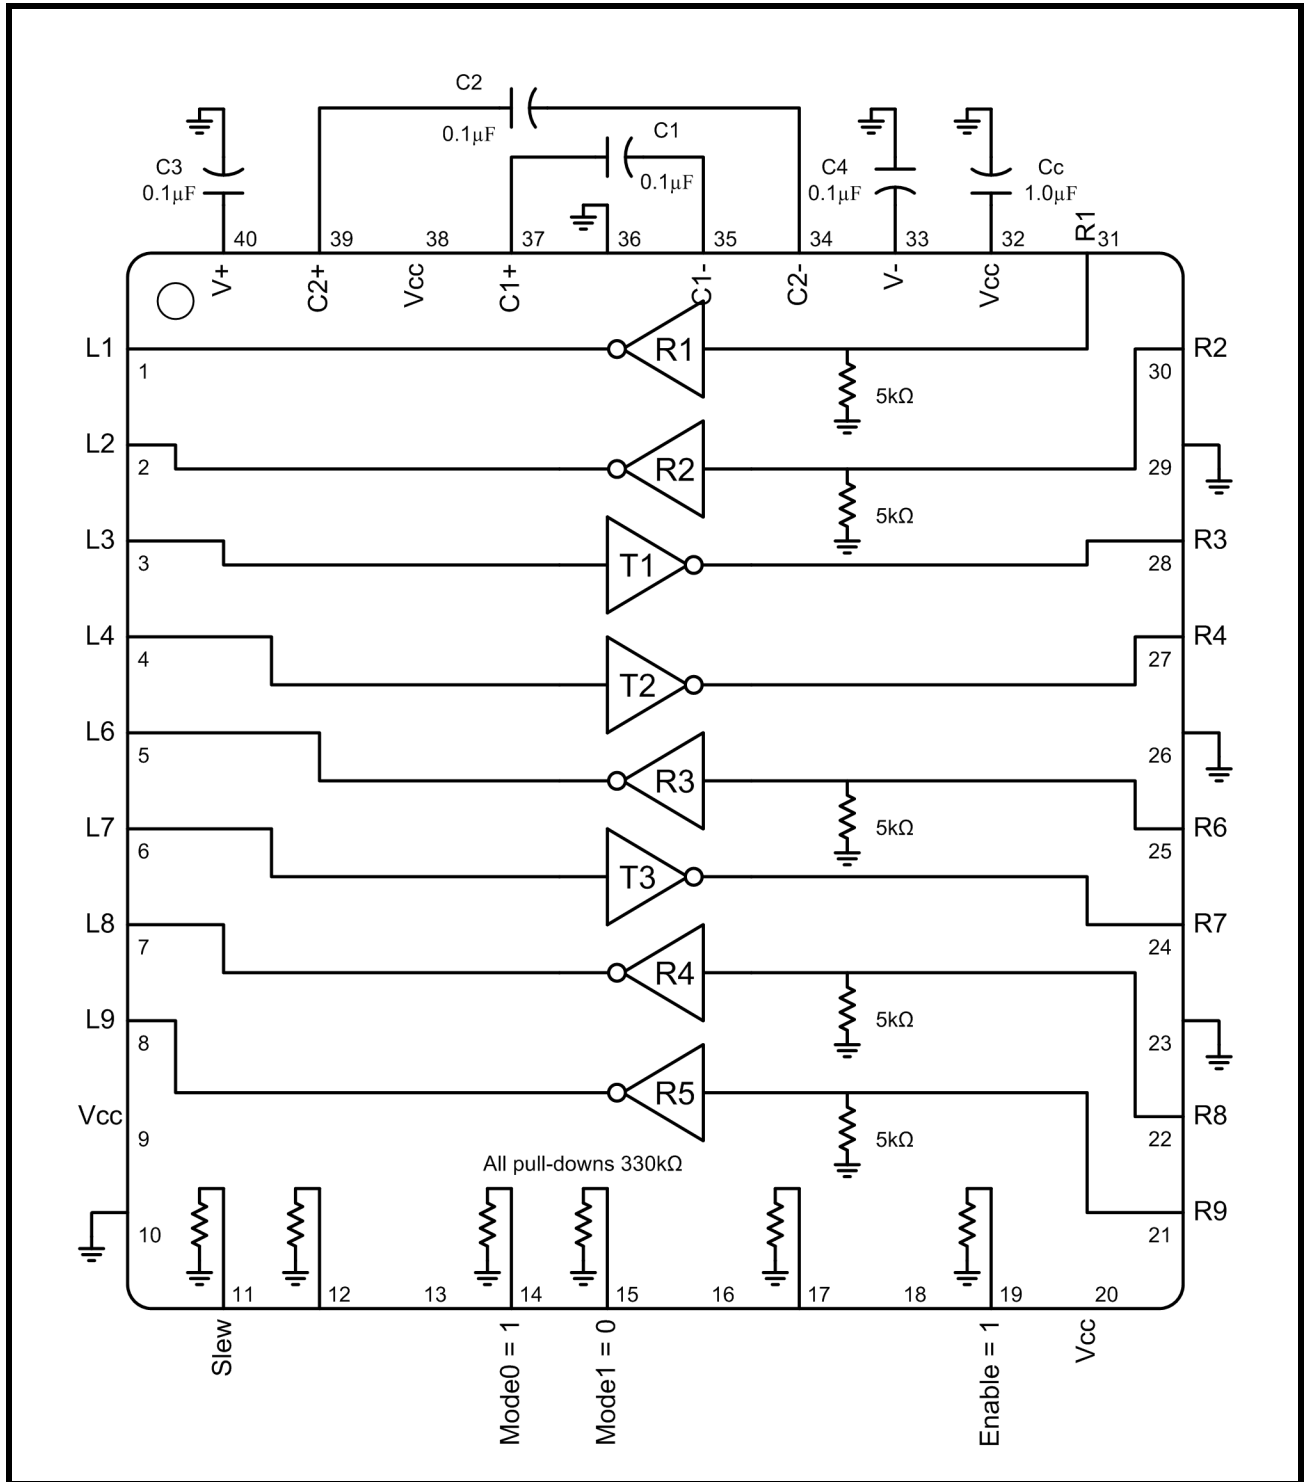 C2
0.1µF
C1
0.1µF
C3
0.1µF
C4
0.1µF
Cc
1.0µF
R1
40
39
38
37
36
35
34
33
32
31
V+
C2+
Vcc
C1+
C1-
C2-
V-
Vcc
L1
1
R1
5kΩ
R2
30
L2
2
R2
5kΩ
29
L3
3
T1
R3
28
L4
4
T2
R4
27
L6
5
R3
5kΩ
26
R6
25
L7
6
T3
R7
24
L8
7
R4
5kΩ
23
L9
8
R5
5kΩ
R8
22
Vcc
9
All pull-downs 330kΩ
R9
21
10
11
12
13
14
15
16
17
18
19
20
Slew
Mode0 = 1
Mode1 = 0
Enable = 1
Vcc